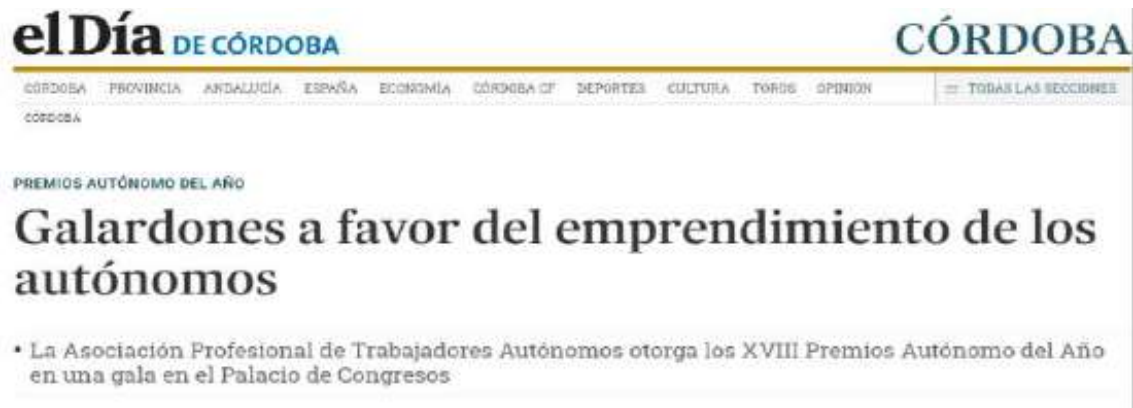 el Día DE CÓRDOBA
CÓRDOBA
CÓRDOBA PROVINCIA ANDALUCÍA ESPAÑA ECONOMÍA CÓRDOBA CF DEPORTES CULTURA TOROS OPINIÓN TODAS LAS SECCIONES
CÓRDOBA
PREMIOS AUTÓNOMO DEL AÑO
Galardones a favor del emprendimiento de los
autónomos
• La Asociación Profesional de Trabajadores Autónomos otorga los XVIII Premios Autónomo del Año
en una gala en el Palacio de Congresos